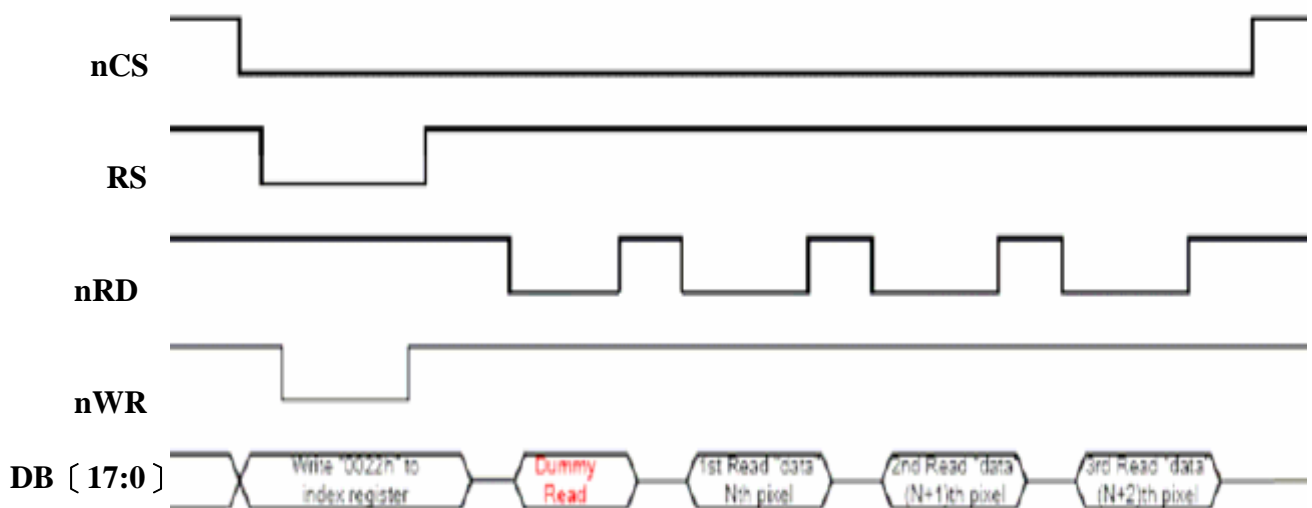 nCS
RS
nRD
nWR
DB〔17:0〕
Write "0022h" to
index register
Dummy
Read
1st Read "data"
Nth pixel
2nd Read "data"
(N+1)th pixel
3rd Read "data"
(N+2)th pixel